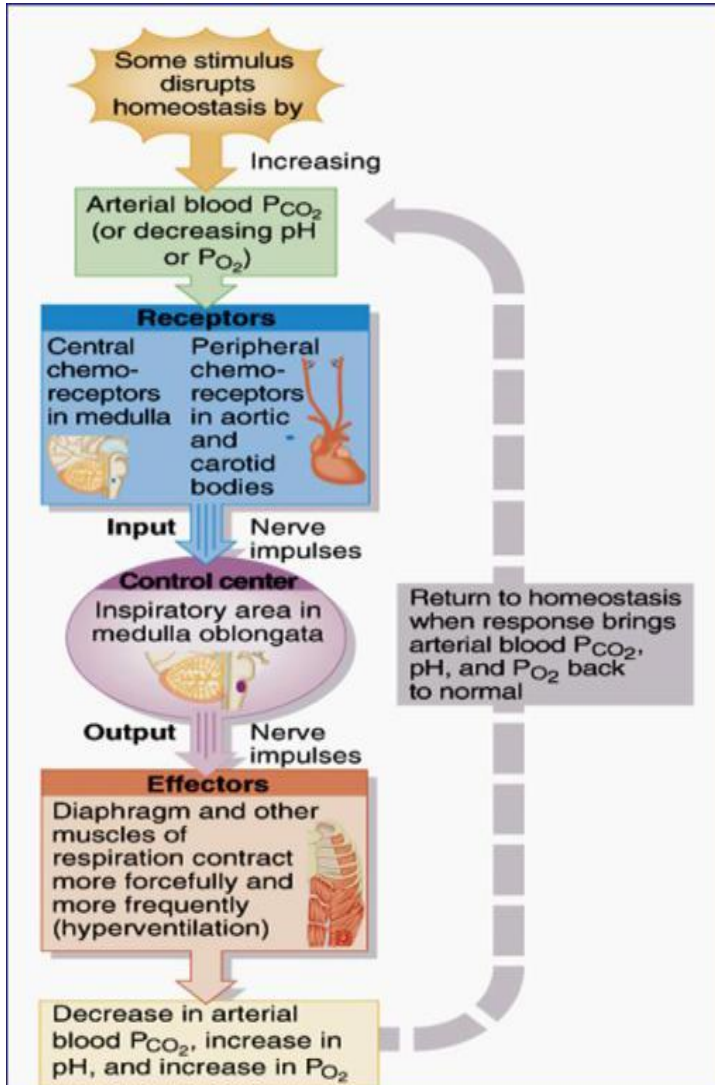 Some stimulus
disrupts
homeostasis by
Increasing
Arterial blood PCO2
(or decreasing pH
or PO2)
Receptors
Central
chemo-
receptors
in medulla
Peripheral
chemo-
receptors
in aortic
and
carotid
bodies
Input
Nerve
impulses
Control center
Inspiratory area in
medulla oblongata
Output
Nerve
impulses
Effectors
Diaphragm and other
muscles of
respiration contract
more forcefully and
more frequently
(hyperventilation)
Decrease in arterial
blood PCO2, increase in
pH, and increase in PO2
Return to homeostasis
when response brings
arterial blood PCO2,
pH, and PO2 back
to normal